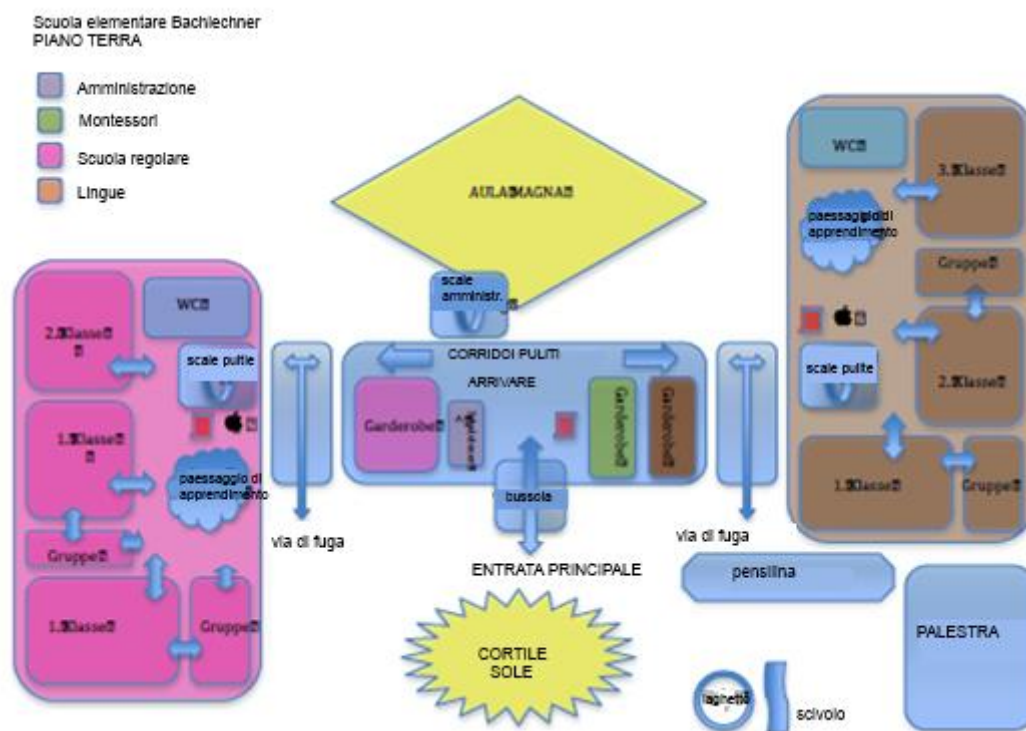 Scuola elementare Bachlechner
PIANO TERRA
Amministrazione
Montessori
Scuola regolare
Lingue
AULA MAGNA
scale
amministr.
WC
3. Klasse
apprendimento
Gruppe
scale pulite
2. Klasse
1. Klasse
Gruppe
2. Klasse
WC
scale pultie
1. Klasse
paessaggio di
apprendimento
Gruppe
1. Klasse
Gruppe
CORRIDOI PULITI
ARRIVARE
Garderobe
Garderobe
Garderobe
bussola
via di fuga
via di fuga
ENTRATA PRINCIPALE
CORTILE
SOLE
pensilina
PALESTRA
laghetto
scivolo